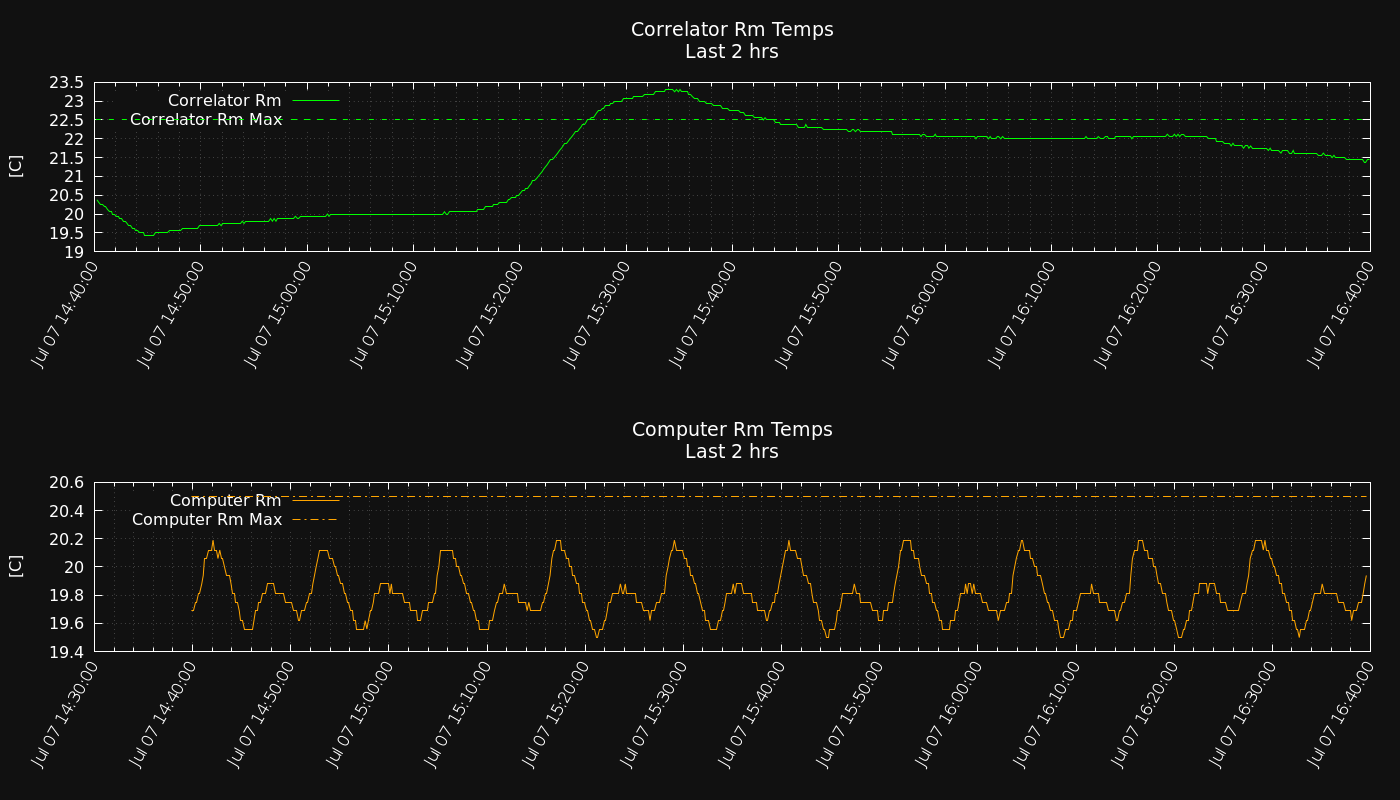 Correlator Rm Temps
Last 2 hrs
23.5
23
22.5
22
21.5
21
20.5
20
19.5
19
[C]
Correlator Rm
Correlator Rm Max
Jul 07 14:40:00
Jul 07 14:50:00
Jul 07 15:00:00
Jul 07 15:10:00
Jul 07 15:20:00
Jul 07 15:30:00
Jul 07 15:40:00
Jul 07 15:50:00
Jul 07 16:00:00
Jul 07 16:10:00
Jul 07 16:20:00
Jul 07 16:30:00
Jul 07 16:40:00
Computer Rm Temps
Last 2 hrs
20.6
20.4
20.2
20
19.8
19.6
19.4
[C]
Computer Rm
Computer Rm Max
Jul 07 14:30:00
Jul 07 14:40:00
Jul 07 14:50:00
Jul 07 15:00:00
Jul 07 15:10:00
Jul 07 15:20:00
Jul 07 15:30:00
Jul 07 15:40:00
Jul 07 15:50:00
Jul 07 16:00:00
Jul 07 16:10:00
Jul 07 16:20:00
Jul 07 16:30:00
Jul 07 16:40:00